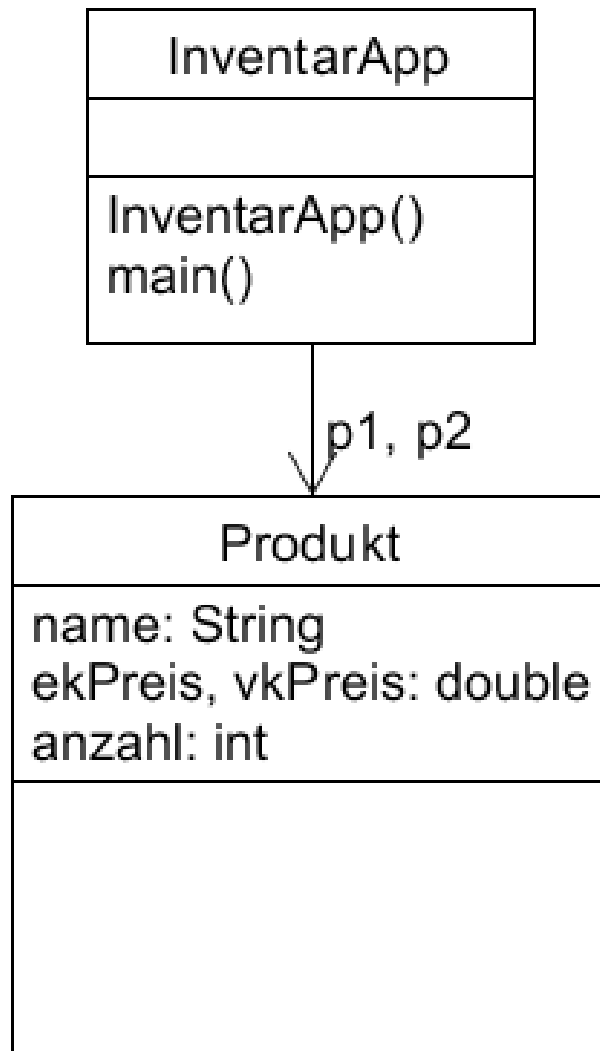 InventarApp
InventarApp()
main()
p1, p2
Produkt
name: String
ekPreis, vkPreis: double
anzahl: int